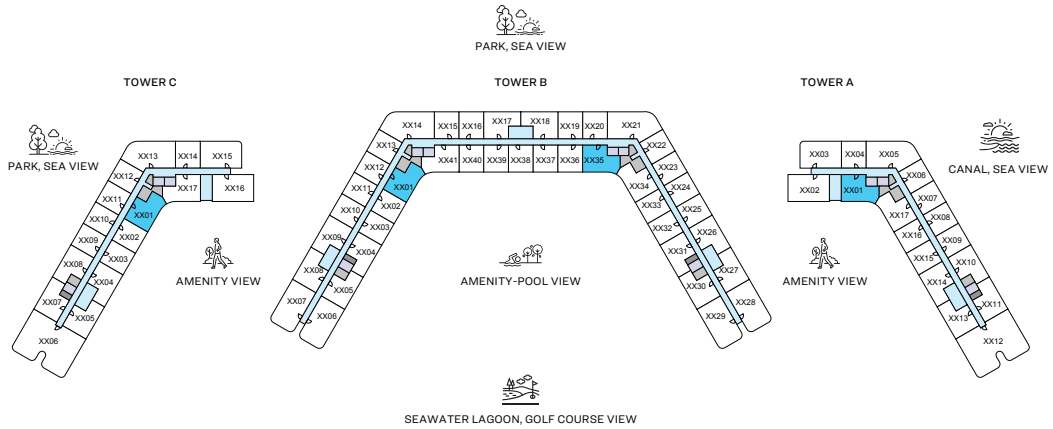 PARK, SEA VIEW
TOWER C
TOWER B
TOWER A
PARK, SEA VIEW
CANAL, SEA VIEW
XX13
XX14
XX15
XX12
XX17
XX16
XX11
XX01
XX10
XX02
XX09
XX03
XX08
XX04
XX07
XX05
XX06
AMENITY VIEW
XX14
XX15
XX16
XX17
XX18
XX19
XX20
XX21
XX13
XX41
XX40
XX39
XX38
XX37
XX36
XX35
XX22
XX12
XX01
XX34
XX23
XX11
XX02
XX33
XX24
XX10
XX03
XX32
XX25
XX09
XX04
XX31
XX26
XX08
XX05
XX30
XX27
XX07
XX06
XX29
XX28
AMENITY-POOL VIEW
XX03
XX04
XX05
XX02
XX01
XX06
XX17
XX07
XX16
XX08
XX15
XX09
XX14
XX10
XX13
XX11
XX12
AMENITY VIEW
SEAWATER LAGOON, GOLF COURSE VIEW